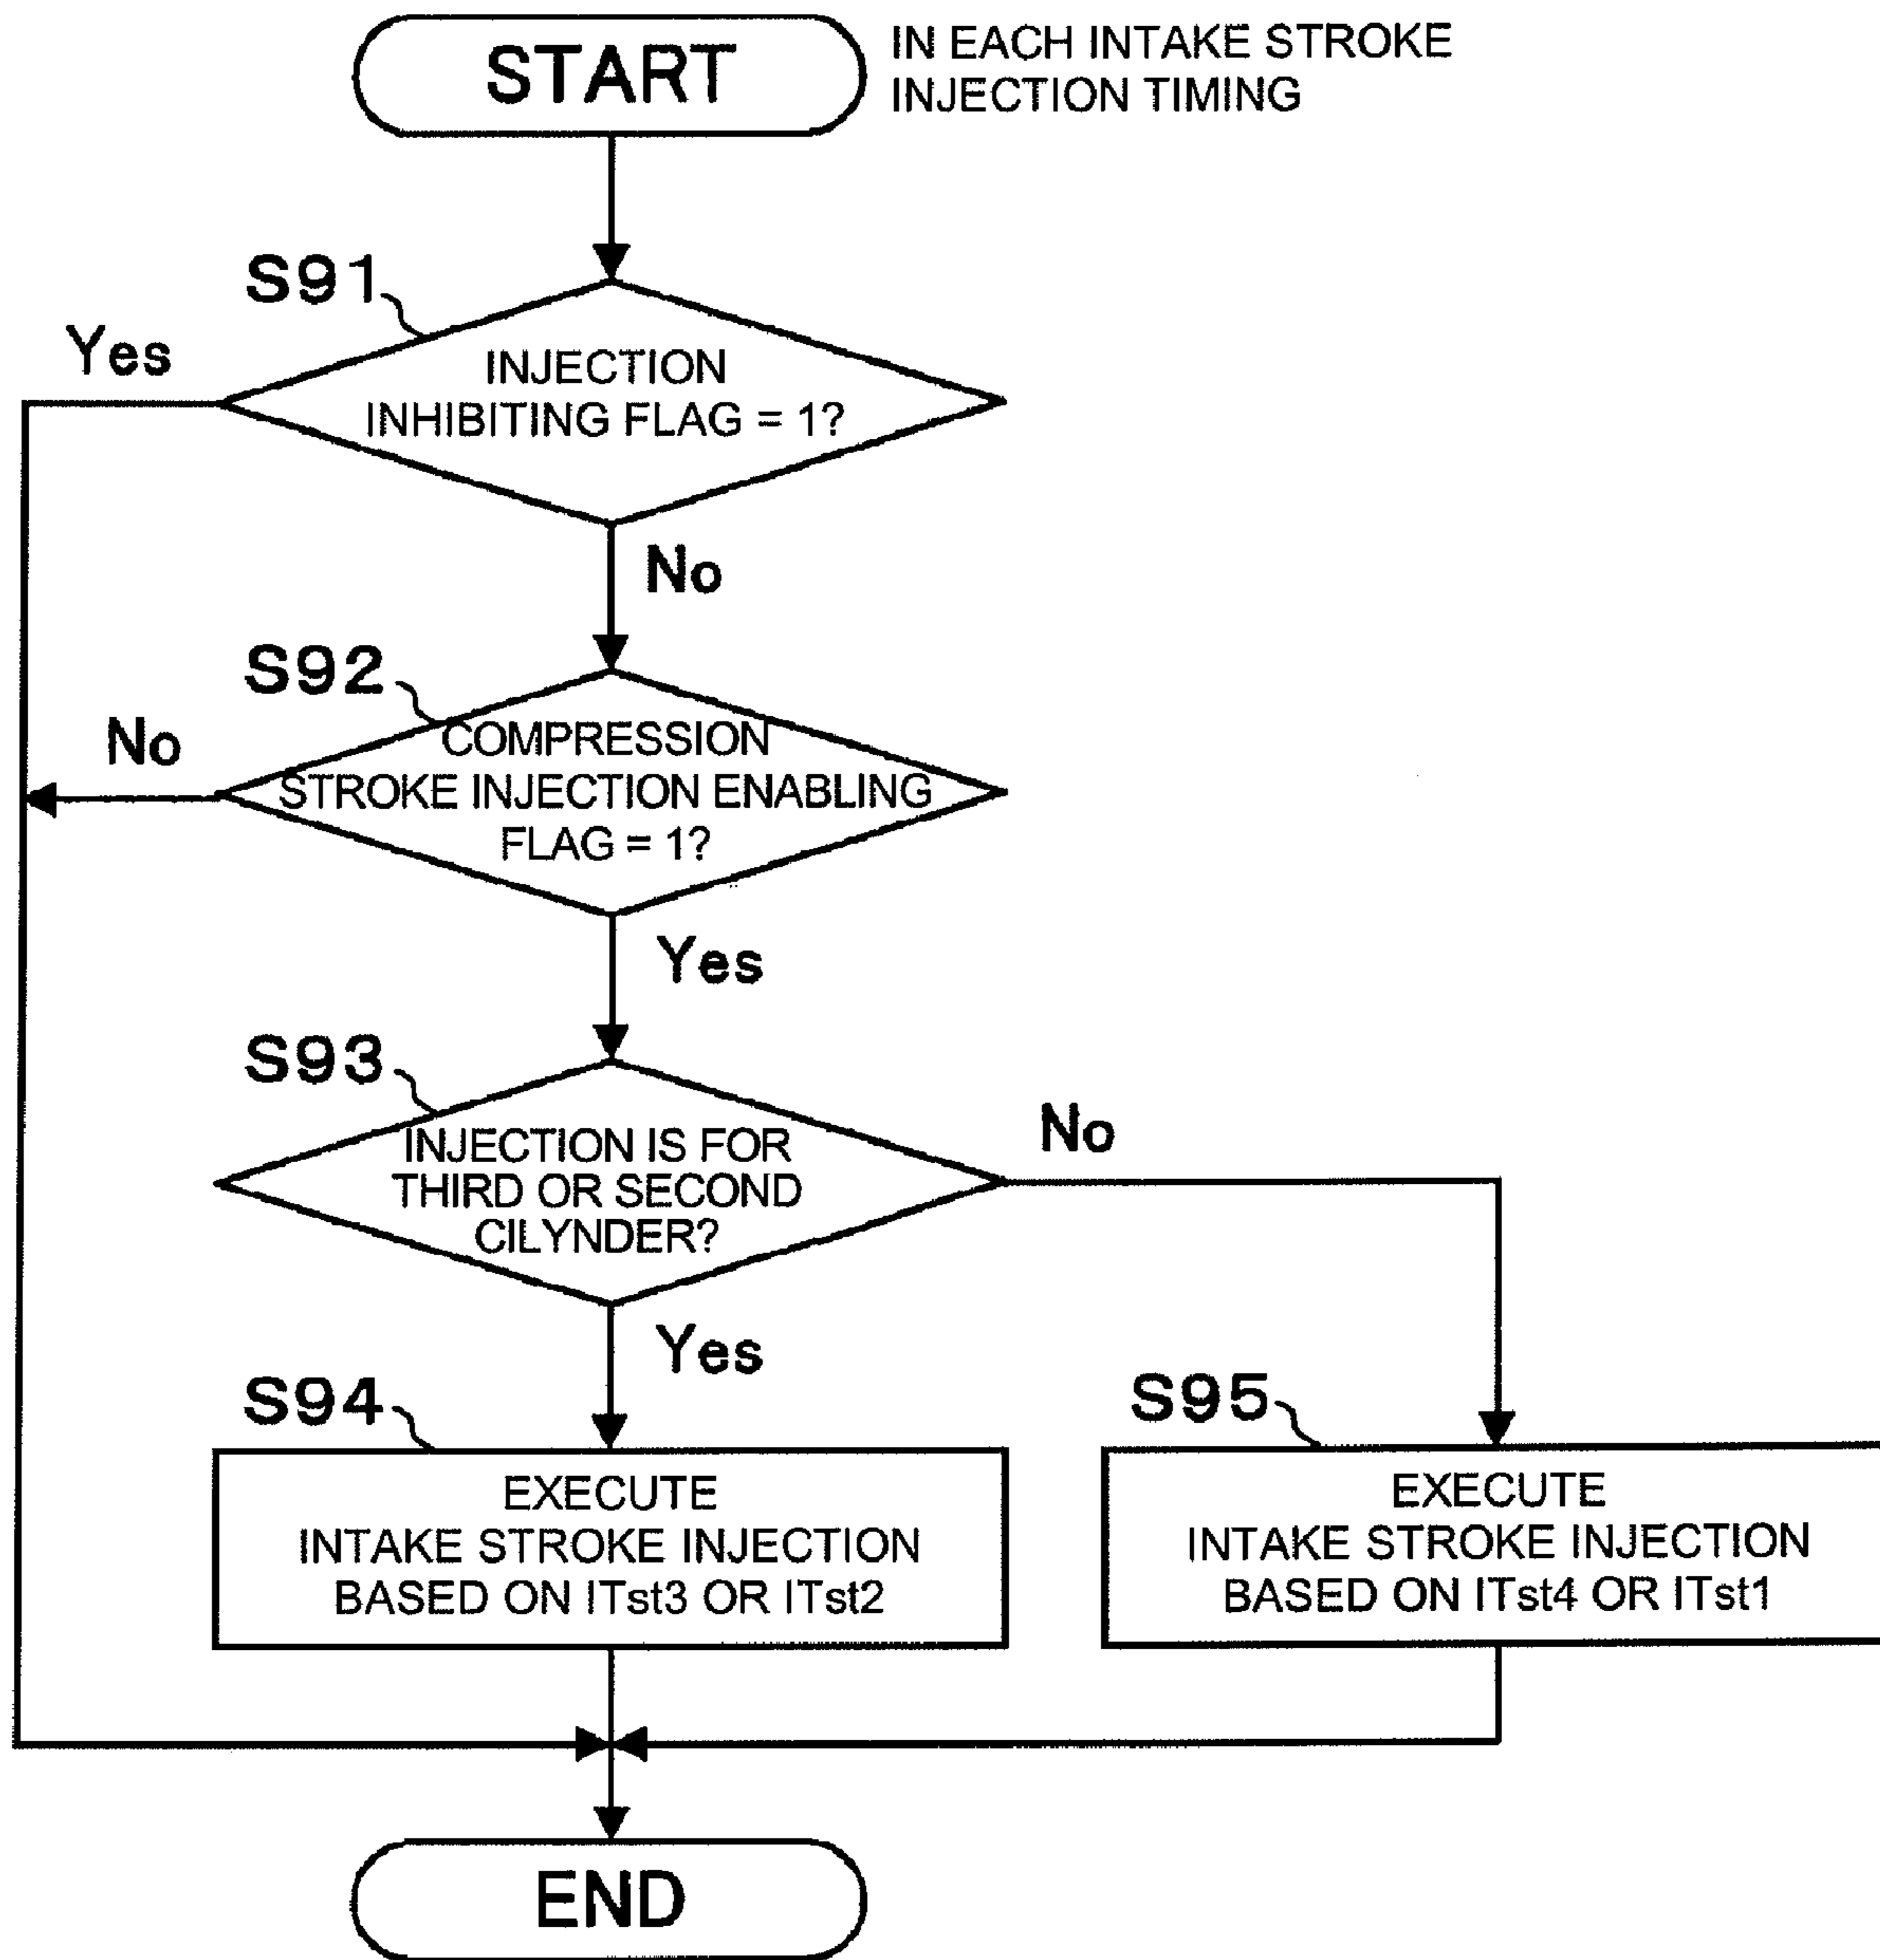 START
IN EACH INTAKE STROKE
INJECTION TIMING
S91
Yes
INJECTION
INHIBITING FLAG = 1?
No
S92
No
COMPRESSION
STROKE INJECTION ENABLING
FLAG = 1?
Yes
S93
No
INJECTION IS FOR
THIRD OR SECOND
CILYNDER?
Yes
S94
EXECUTE
INTAKE STROKE INJECTION
BASED ON ITst3 OR ITst2
S95
EXECUTE
INTAKE STROKE INJECTION
BASED ON ITst4 OR ITst1
END